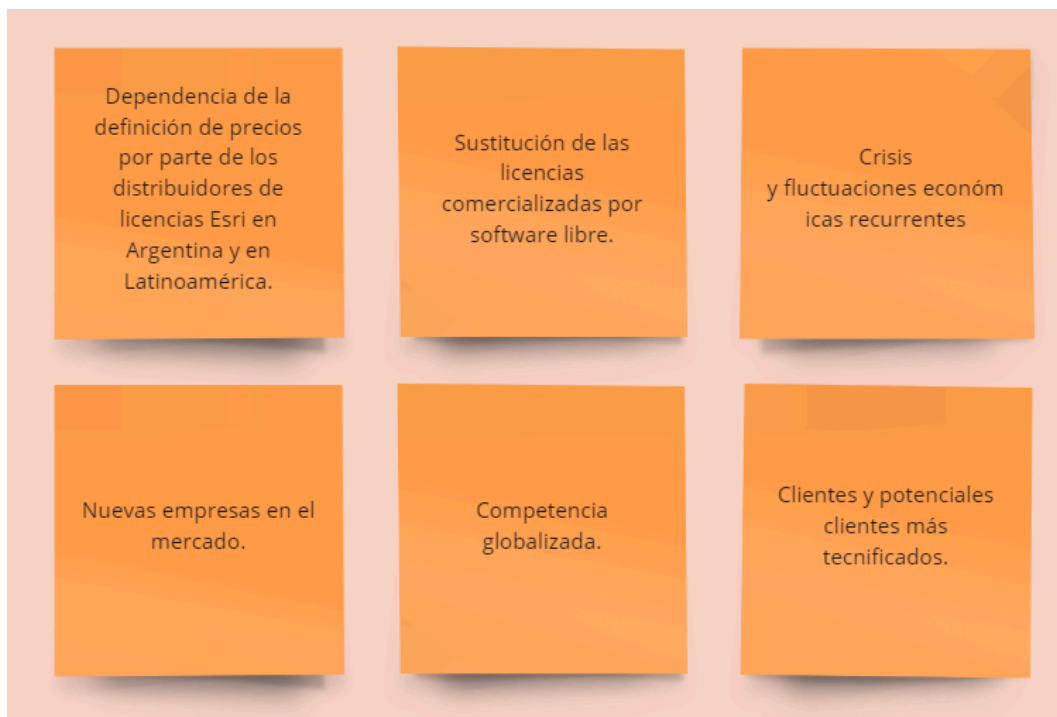 Dependencia de la
definición de precios
por parte de los
distribuidores de
licencias Esri en
Argentina y en
Latinoamérica.
Sustitución de las
licencias
comercializadas por
software libre.
Crisis
y fluctuaciones económ
icas recurrentes
Nuevas empresas en el
mercado.
Competencia
globalizada.
Clientes y potenciales
clientes más
tecnificados.